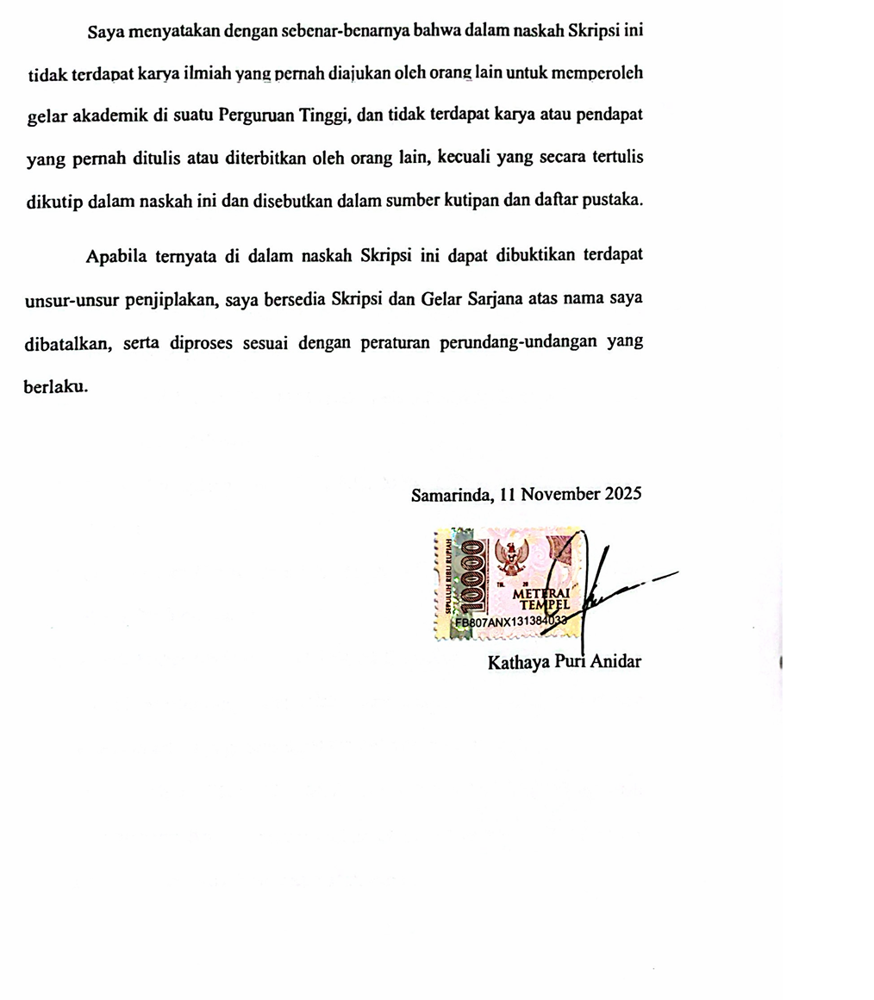 Saya menyatakan dengan sebenar-benarnya bahwa dalam naskah Skripsi ini
tidak terdapat karya ilmiah yang pernah diajukan oleh orang lain untuk memperoleh
gelar akademik di suatu Perguruan Tinggi, dan tidak terdapat karya atau pendapat
yang pernah ditulis atau diterbitkan oleh orang lain, kecuali yang secara tertulis
dikutip dalam naskah ini dan disebutkan dalam sumber kutipan dan daftar pustaka.
Apabila ternyata di dalam naskah Skripsi ini dapat dibuktikan terdapat
unsur-unsur penjiplakan, saya bersedia Skripsi dan Gelar Sarjana atas nama saya
dibatalkan, serta diproses sesuai dengan peraturan perundang-undangan yang
berlaku.
Samarinda, 11 November 2025
SEPULUH RIBU RUPIAH
10000
TGL. 20
METERAI
TEMPEL
FB807ANX131384033
Kathaya Puri Anidar